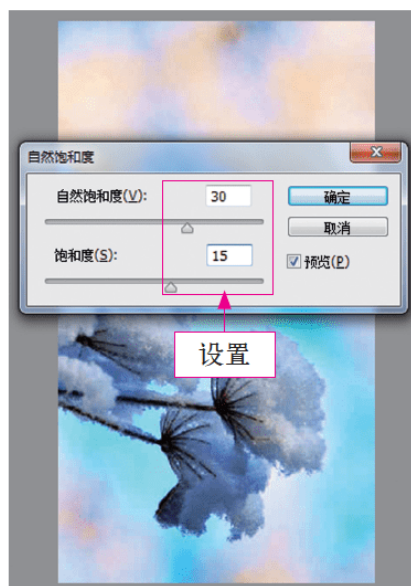 自然饱和度
自然饱和度(V): 30
确定
取消
饱和度(S): 15
预览(P)
设置